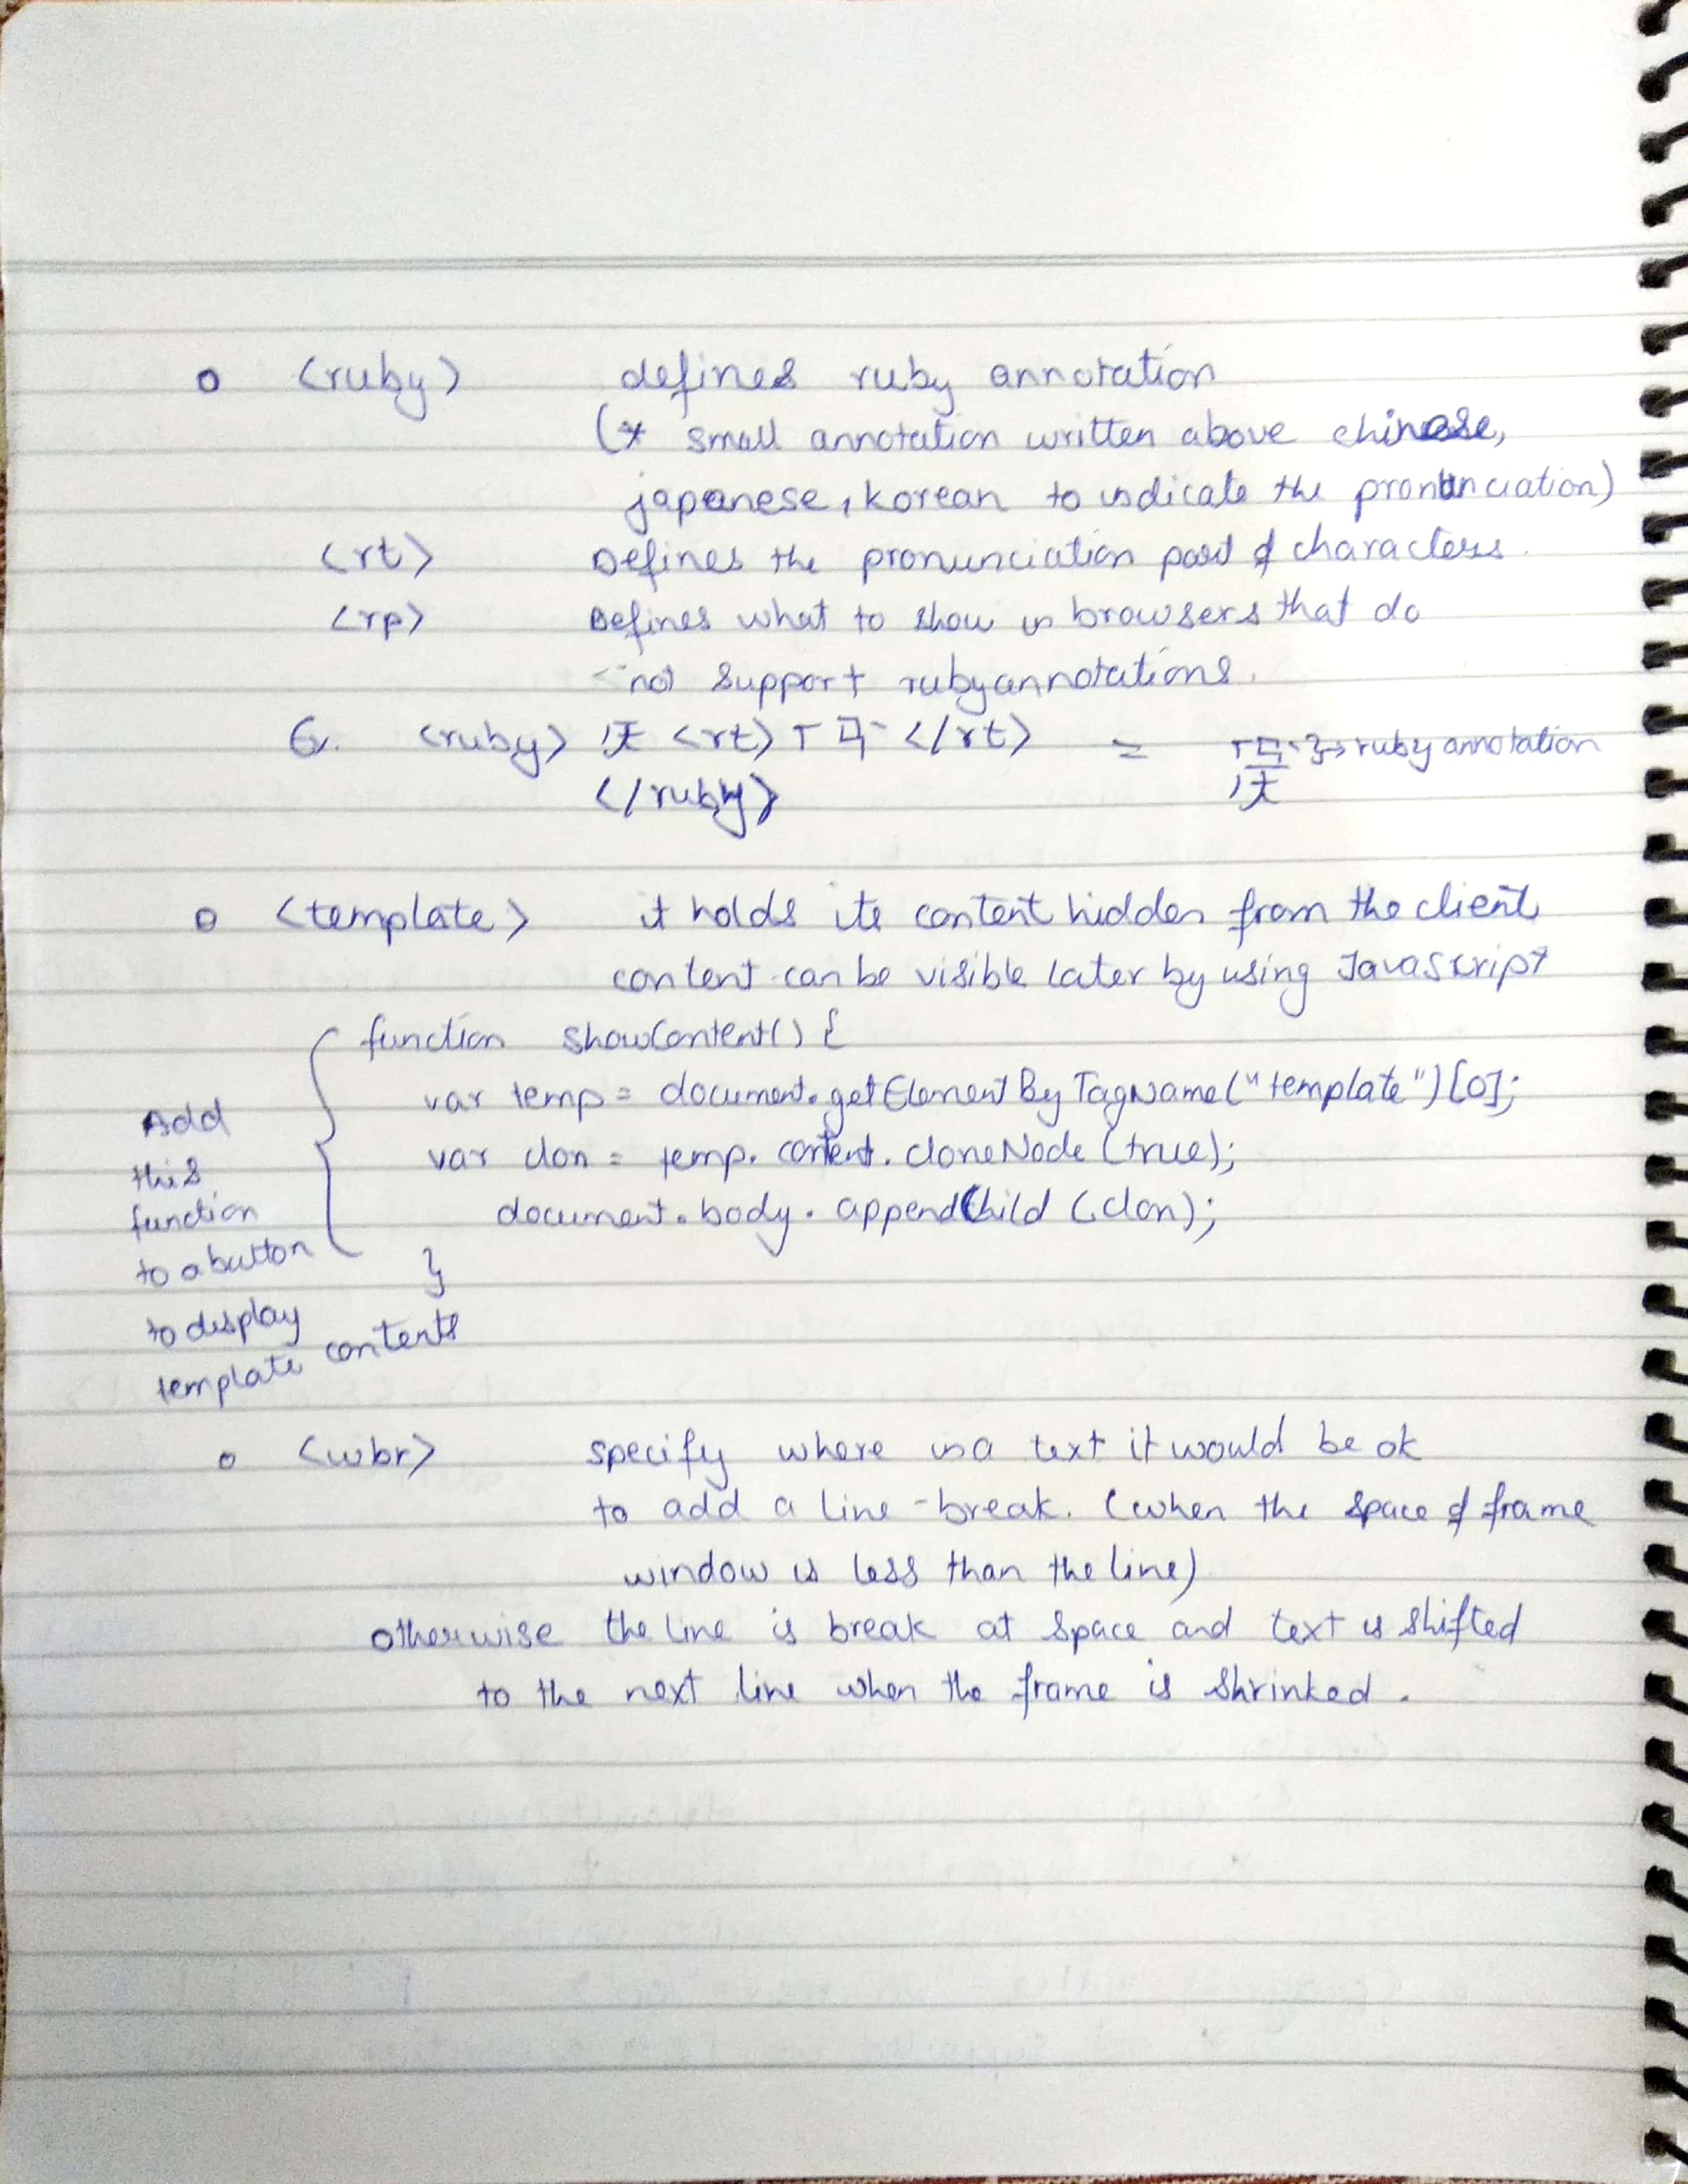 o <ruby> defines ruby annotation
(* small annotation written above chinese,
japanese, korean to indicate the pronunciation)
<rt> Defines the pronunciation part of characters.
<rp> Defines what to show in browsers that do
not support ruby annotations.
Ex. <ruby> <rt> </rt> = } → ruby annotation
</ruby>
o <template> it holds its content hidden from the client,
content can be visible later by using JavaScript
function showContent() {
var temp = document.getElementByTagName("template")[0];
var clon = temp.content.cloneNode(true);
document.body.appendChild(clon);
}
Add
this
function
to a button
to display
template contents
o <wbr> specify where in a text it would be ok
to add a line-break. (when the space of frame
window is less than the line)
otherwise the line is break at space and text is shifted
to the next line when the frame is shrinked.